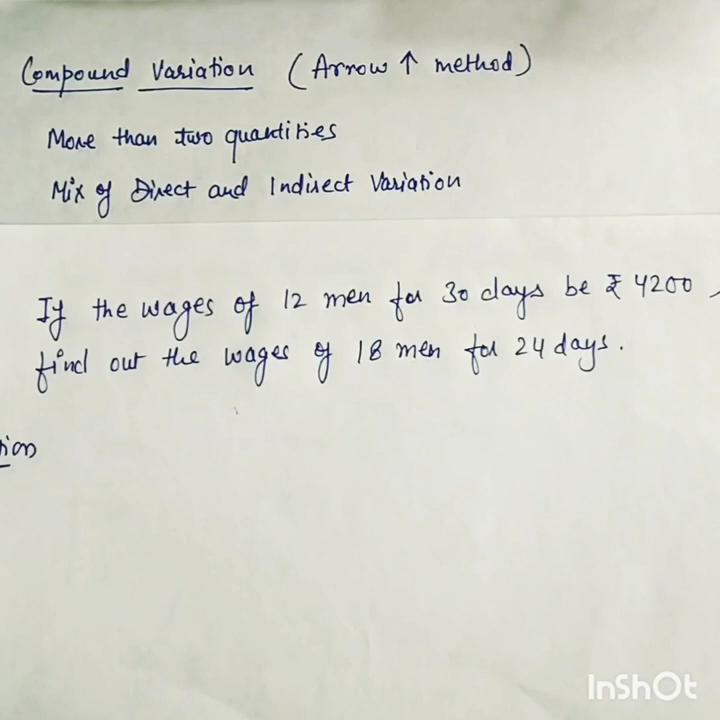 Compound Variation (Arrow ↑ method)
More than two quantities
Mix of Direct and Indirect Variation
If the wages of 12 men for 30 days be ₹ 4200,
find out the wages of 18 men for 24 days.
InShOt